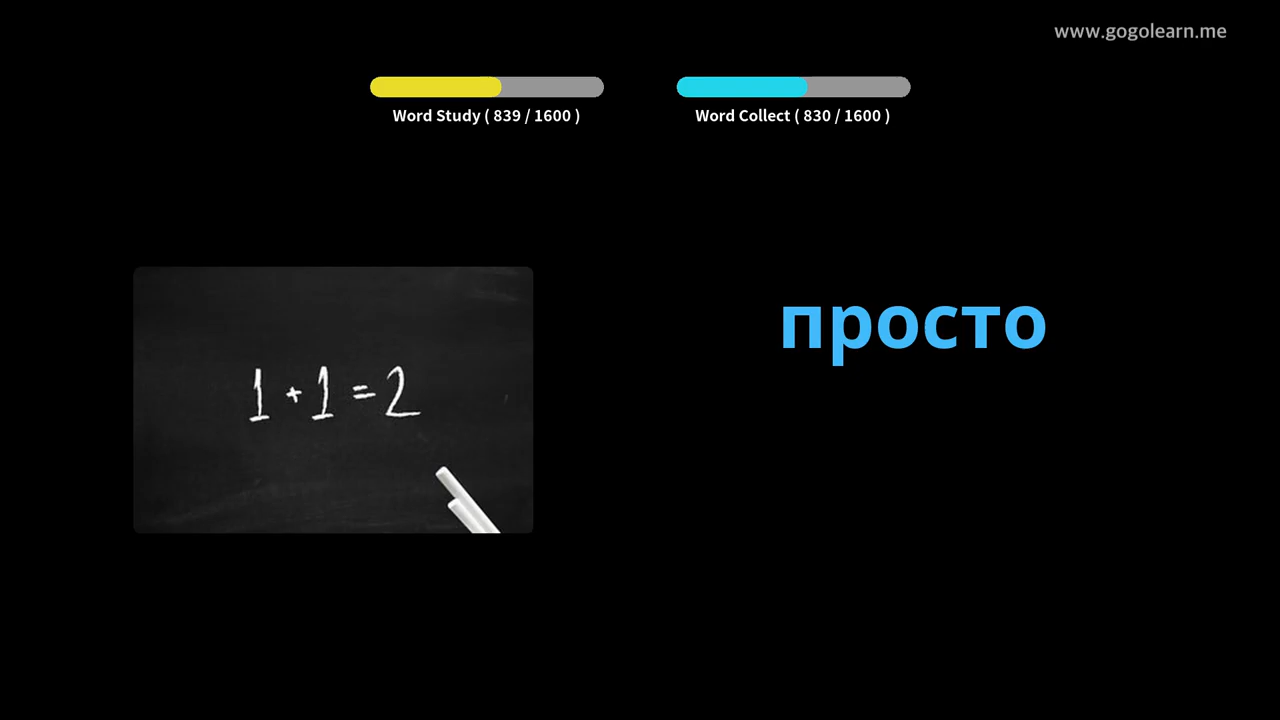 www.gogolearn.me
Word Study ( 839 / 1600 )
Word Collect ( 830 / 1600 )
1 + 1 = 2
просто